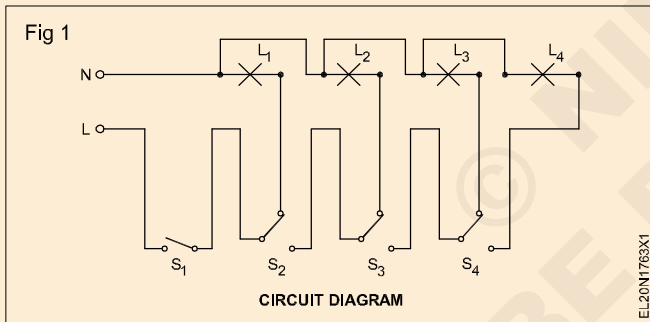 Fig 1
L1 L2 L3 L4
N
L
S1 S2 S3 S4
CIRCUIT DIAGRAM
EL20N1763X1
©